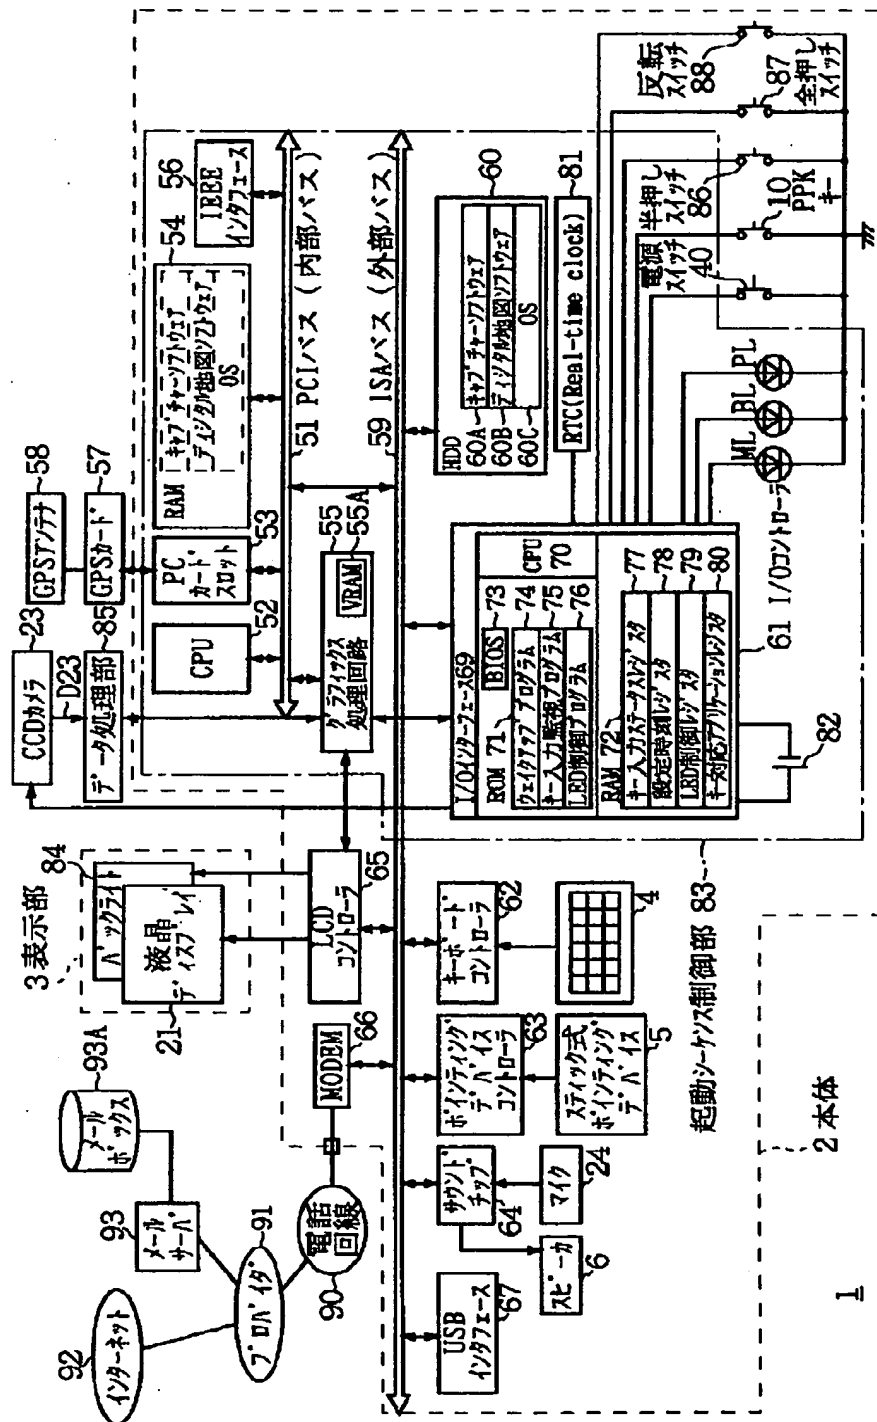 インターネット
92
プロバイダ
91
メール
サーバ
93
メール
ボックス
93A
電話
回線
90
MODEM
66
3 表示部
バックライト
84
液晶
ディスプレイ
21
LCD
コントローラ
65
CCDカメラ
23
D23
データ処理部
85
GPSアンテナ
58
GPSカード
57
CPU
52
PC
カード
スロット
53
RAM
キャプチャーソフトウェア
ディジタル地図ソフトウェア
OS
54
IEEE
インタフェース
56
グラフィックス
処理回路
55
VRAM
55A
51 PCIバス(内部バス)
59 ISAバス(外部バス)
USB
インタフェース
67
サウンド
チップ
64
スピーカ
6
マイク
24
ポインティング
デバイス
コントローラ
63
スティック式
ポインティング
デバイス
5
キーボード
コントローラ
62
4
I/Oインターフェース69
ROM 71
BIOS
73
CPU
70
ウェイクアップ プログラム
74
キー入力監視プログラム
75
LED制御プログラム
76
RAM 72
キー入力ステータスレジスタ
77
設定時刻レジスタ
78
LED制御レジスタ
79
キー対応アプリケーションレジスタ
80
61 I/Oコントローラ
82
HDD
60
60A
キャプチャーソフトウェア
60B
ディジタル地図ソフトウェア
60C
OS
RTC(Real-time clock)
81
ML
BL
PL
電源
スイッチ
40
10
PPK
キー
半押し
スイッチ
86
87
全押し
スイッチ
反転
スイッチ
88
起動シーケンス制御部 83
2 本体
1